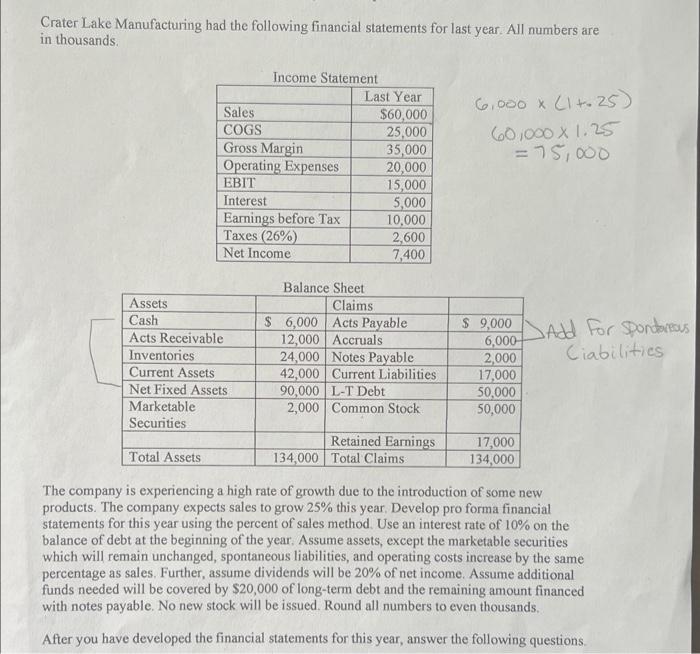 Crater Lake Manufacturing had the following financial statements for last year. All numbers are
in thousands.
Income Statement
Last Year
Sales $60,000
COGS 25,000
Gross Margin 35,000
Operating Expenses 20,000
EBIT 15,000
Interest 5,000
Earnings before Tax 10,000
Taxes (26%) 2,600
Net Income 7,400
6,000 x (1+.25)
60,000 x 1.25
= 75,000
Balance Sheet
Assets Claims
Cash $ 6,000 Acts Payable $ 9,000
Acts Receivable 12,000 Accruals 6,000
Inventories 24,000 Notes Payable 2,000
Current Assets 42,000 Current Liabilities 17,000
Net Fixed Assets 90,000 L-T Debt 50,000
Marketable 2,000 Common Stock 50,000
Securities
Retained Earnings 17,000
Total Assets 134,000 Total Claims 134,000
Add For Spontaneous
Liabilities
The company is experiencing a high rate of growth due to the introduction of some new
products. The company expects sales to grow 25% this year. Develop pro forma financial
statements for this year using the percent of sales method. Use an interest rate of 10% on the
balance of debt at the beginning of the year. Assume assets, except the marketable securities
which will remain unchanged, spontaneous liabilities, and operating costs increase by the same
percentage as sales. Further, assume dividends will be 20% of net income. Assume additional
funds needed will be covered by $20,000 of long-term debt and the remaining amount financed
with notes payable. No new stock will be issued. Round all numbers to even thousands.
After you have developed the financial statements for this year, answer the following questions.